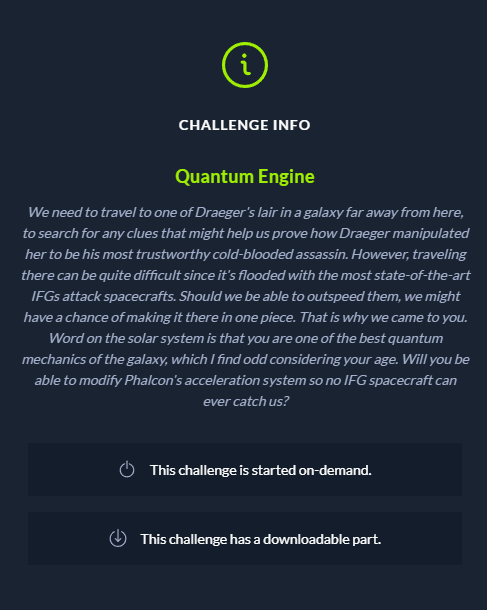 CHALLENGE INFO
Quantum Engine
We need to travel to one of Draeger's lair in a galaxy far away from here,
to search for any clues that might help us prove how Draeger manipulated
her to be his most trustworthy cold-blooded assassin. However, traveling
there can be quite difficult since it's flooded with the most state-of-the-art
IFGs attack spacecrafts. Should we be able to outspeed them, we might
have a chance of making it there in one piece. That is why we came to you.
Word on the solar system is that you are one of the best quantum
mechanics of the galaxy, which I find odd considering your age. Will you be
able to modify Phalcon's acceleration system so no IFG spacecraft can
ever catch us?
This challenge is started on-demand.
This challenge has a downloadable part.